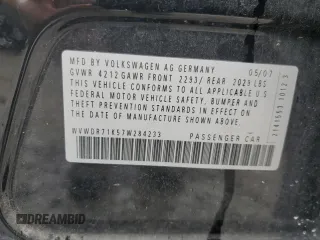 MFD. BY VOLKSWAGEN AG GERMANY 05/07
GVWR 4212 GAWR FRONT 2293/ REAR 2029 LBS
THIS VEHICLE CONFORMS TO ALL APPLICABLE U.S.
FEDERAL MOTOR VEHICLE SAFETY, BUMPER AND
THEFT PREVENTION STANDARDS IN EFFECT ON
THE DATE OF MANUFACTURE SHOWN ABOVE.
WVWDR71K57W284233 PASSENGER CAR
DREAMBID